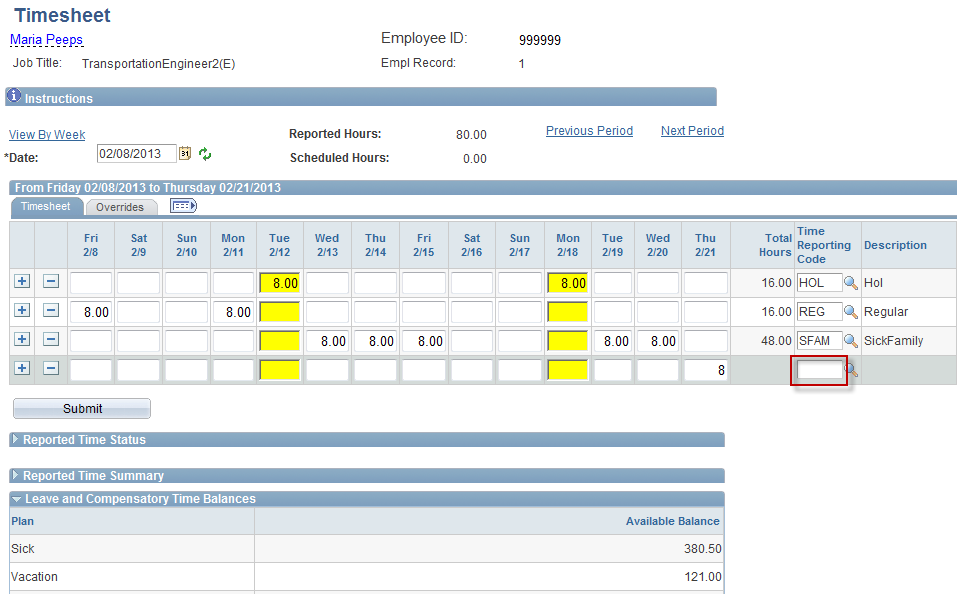 Timesheet
Maria Peeps Employee ID: 999999
Job Title: TransportationEngineer2(E) Empl Record: 1
i Instructions
View By Week Reported Hours: 80.00 Previous Period Next Period
*Date: 02/08/2013 31 Scheduled Hours: 0.00
From Friday 02/08/2013 to Thursday 02/21/2013
Timesheet Overrides
Fri 2/8 Sat 2/9 Sun 2/10 Mon 2/11 Tue 2/12 Wed 2/13 Thu 2/14 Fri 2/15 Sat 2/16 Sun 2/17 Mon 2/18 Tue 2/19 Wed 2/20 Thu 2/21 Total Hours Time Reporting Code Description
8.00 8.00 16.00 HOL Hol
8.00 8.00 16.00 REG Regular
8.00 8.00 8.00 8.00 8.00 48.00 SFAM SickFamily
8
Submit
Reported Time Status
Reported Time Summary
Leave and Compensatory Time Balances
Plan Available Balance
Sick 380.50
Vacation 121.00